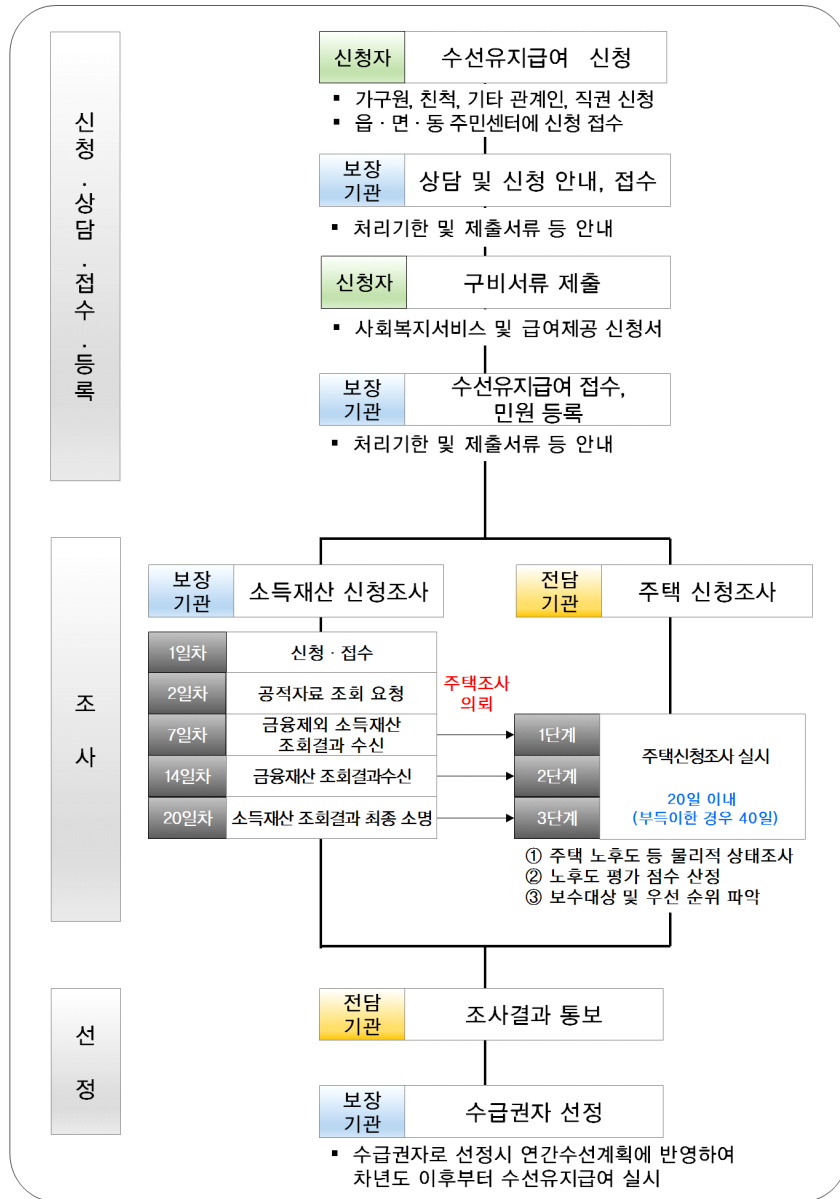 신청·상담·접수·등록
신청자 수선유지급여 신청
▪ 가구원, 친척, 기타 관계인, 직권 신청
▪ 읍·면·동 주민센터에 신청 접수
보장기관 상담 및 신청 안내, 접수
▪ 처리기한 및 제출서류 등 안내
신청자 구비서류 제출
▪ 사회복지서비스 및 급여제공 신청서
보장기관 수선유지급여 접수,
민원 등록
▪ 처리기한 및 제출서류 등 안내
조사
보장기관 소득재산 신청조사
1일차 신청·접수
2일차 공적자료 조회 요청
7일차 금융제외 소득재산
조회결과 수신
14일차 금융재산 조회결과수신
20일차 소득재산 조회결과 최종 소명
주택조사
의뢰
전담기관 주택 신청조사
1단계
2단계
3단계
주택신청조사 실시
20일 이내
(부득이한 경우 40일)
① 주택 노후도 등 물리적 상태조사
② 노후도 평가 점수 산정
③ 보수대상 및 우선 순위 파악
선정
전담기관 조사결과 통보
보장기관 수급권자 선정
▪ 수급권자로 선정시 연간수선계획에 반영하여
차년도 이후부터 수선유지급여 실시